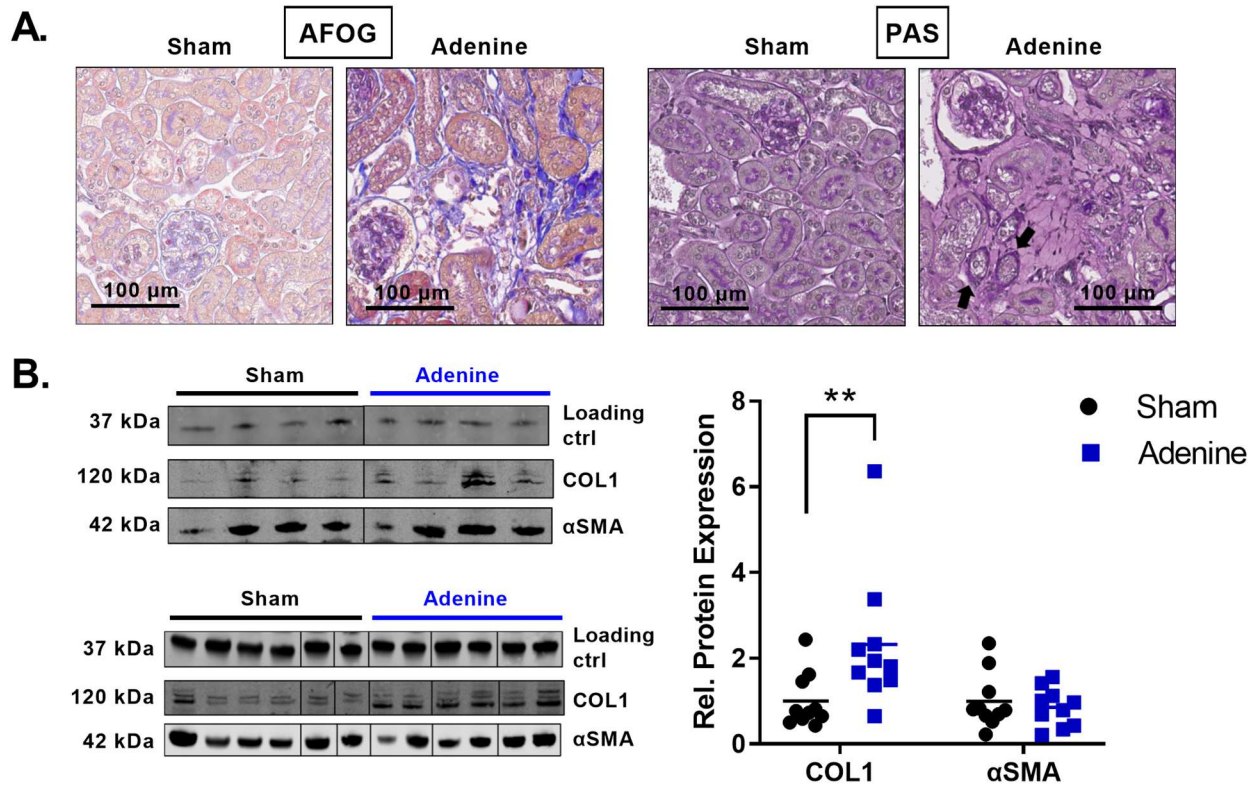 A.
AFOG
PAS
Sham
Adenine
Sham
Adenine
100 µm
100 µm
100 µm
100 µm
B.
Sham
Adenine
37 kDa
Loading
ctrl
120 kDa
COL1
42 kDa
αSMA
Sham
Adenine
37 kDa
Loading
ctrl
120 kDa
COL1
42 kDa
αSMA
Rel. Protein Expression
8
6
4
2
0
**
COL1
αSMA
Sham
Adenine